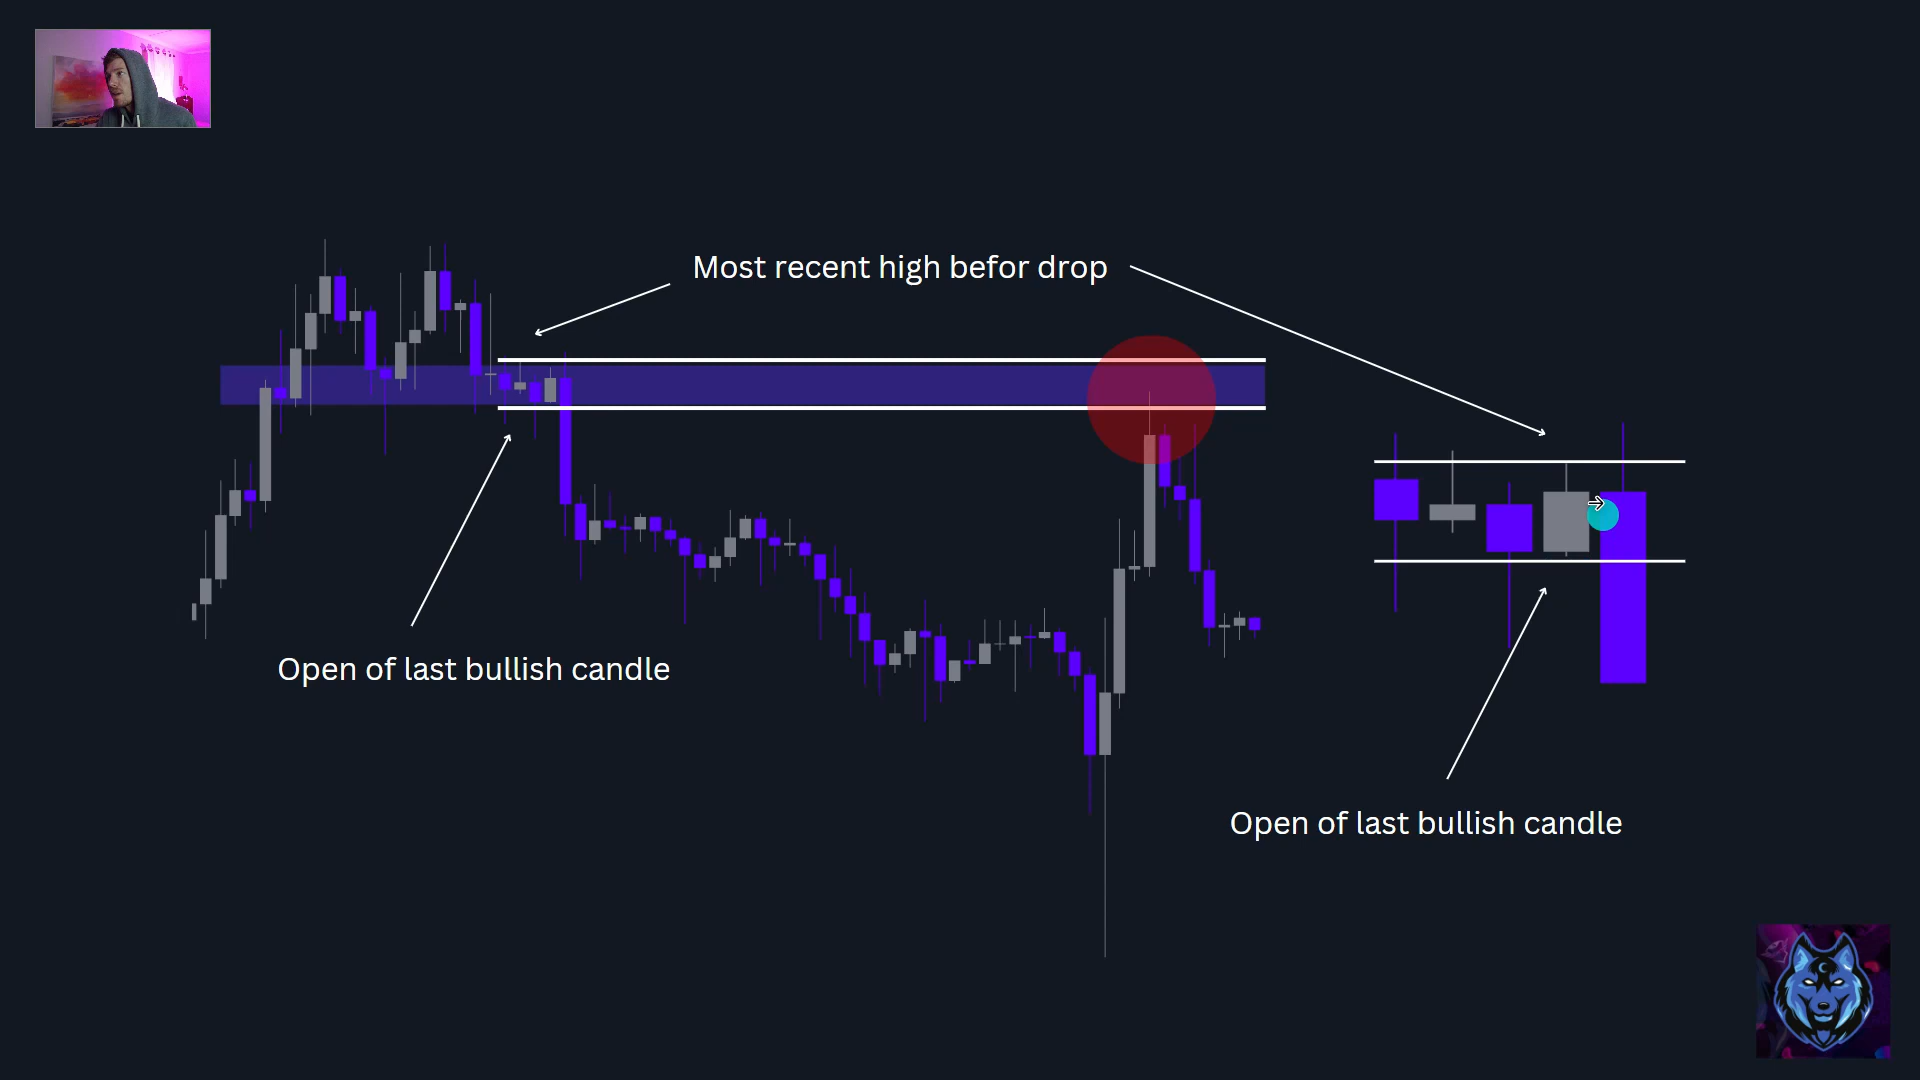 Most recent high befor drop
Open of last bullish candle
Open of last bullish candle